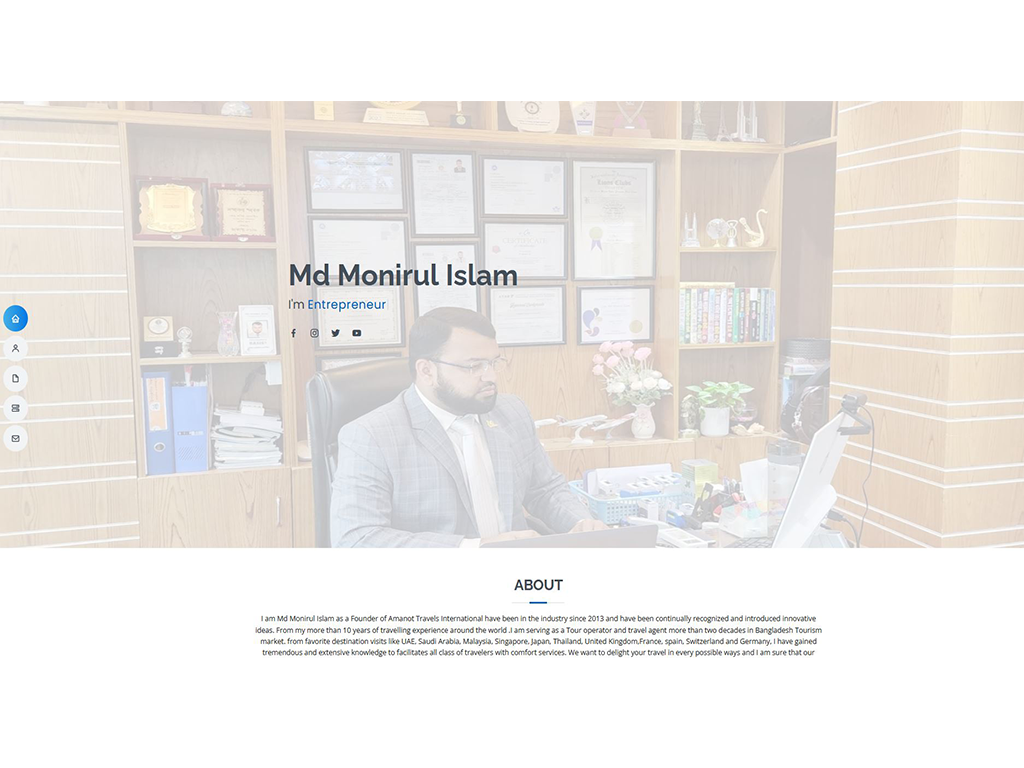 Md Monirul Islam
I'm Entrepreneur
ABOUT
I am Md Monirul Islam as a Founder of Amanot Travels International have been in the industry since 2013 and have been continually recognized and introduced innovative
ideas. From my more than 10 years of travelling experience around the world .I am serving as a Tour operator and travel agent more than two decades in Bangladesh Tourism
market. from favorite destination visits like UAE, Saudi Arabia, Malaysia, Singapore, Japan, Thailand, United Kingdom,France, spain, Switzerland and Germany, i have gained
tremendous and extensive knowledge to facilitates all class of travelers with comfort services. We want to delight your travel in every possible ways and I am sure that our